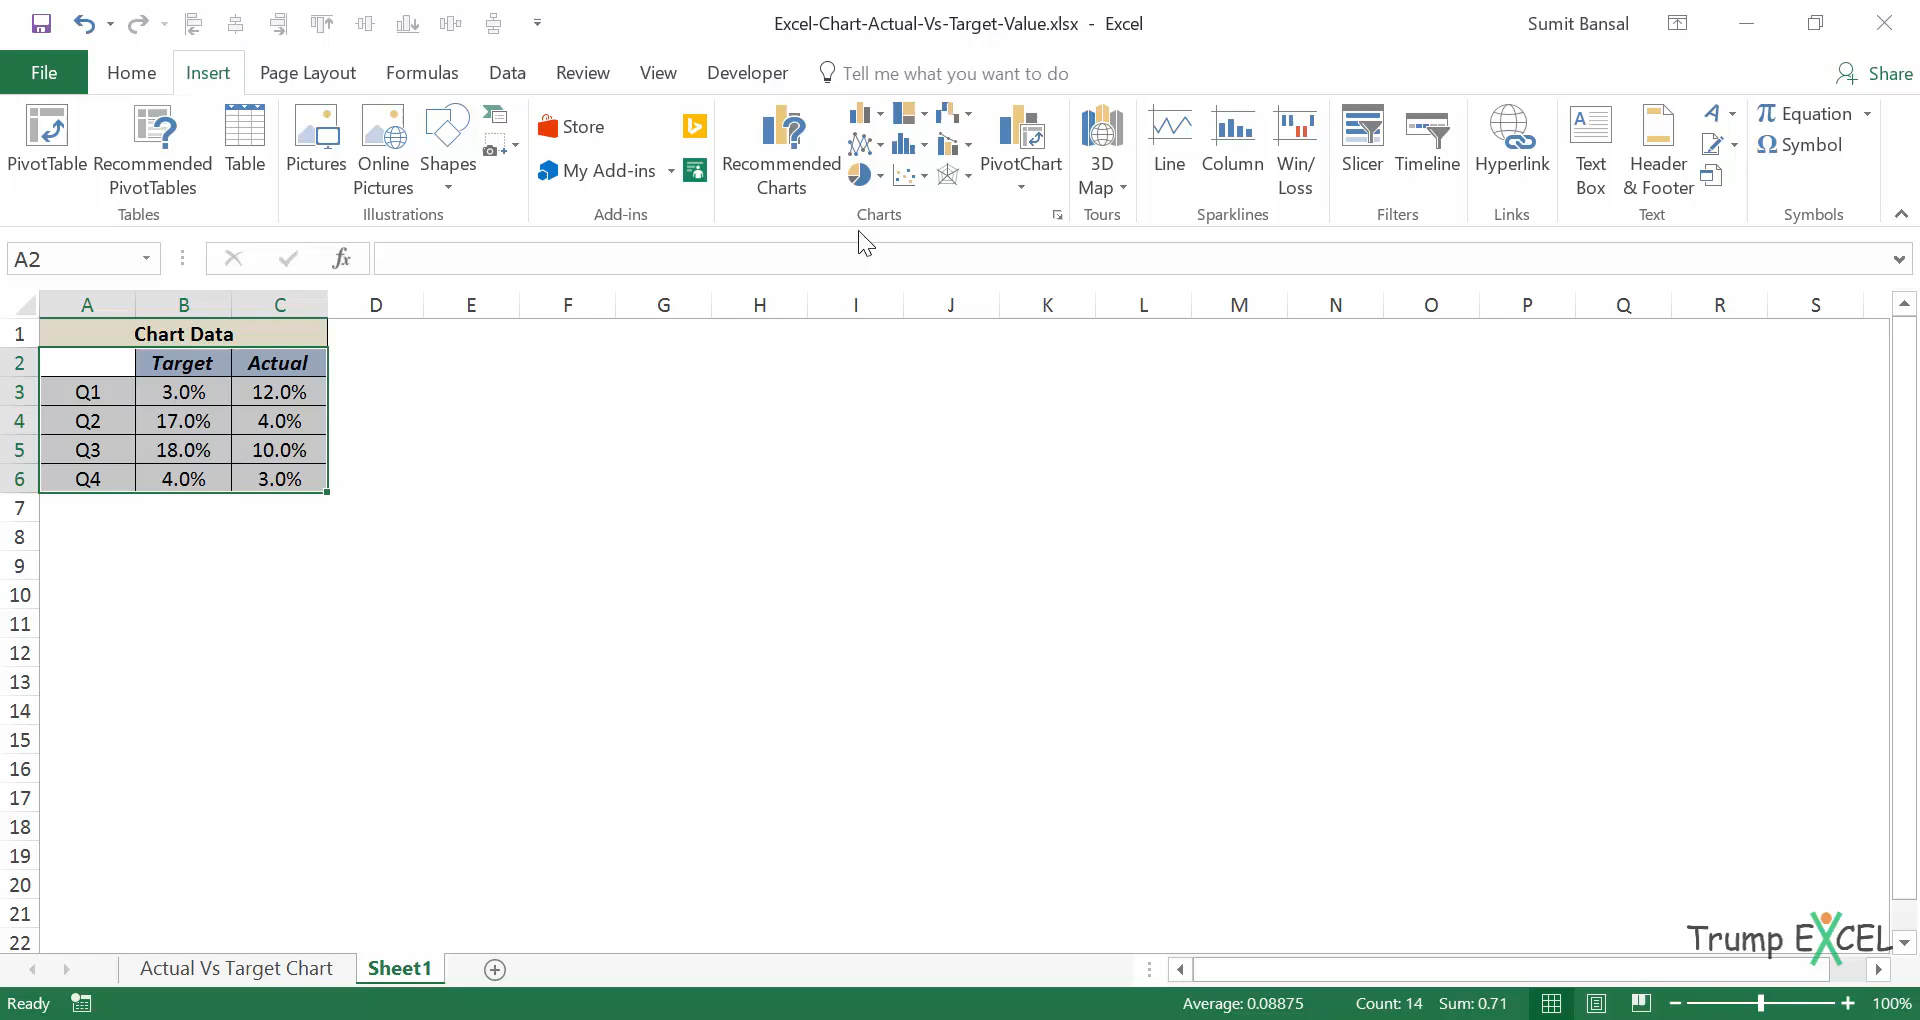 Excel-Chart-Actual-Vs-Target-Value.xlsx - Excel
Sumit Bansal
File Home Insert Page Layout Formulas Data Review View Developer Tell me what you want to do Share
PivotTable
Recommended
PivotTables
Table
Tables
Pictures
Online
Pictures
Shapes
Illustrations
Store
My Add-ins
Add-ins
Recommended
Charts
PivotChart
Charts
3D
Map
Tours
Line
Column
Win/
Loss
Sparklines
Slicer
Timeline
Filters
Hyperlink
Links
Text
Box
Header
& Footer
Text
π Equation
Ω Symbol
Symbols
A2
fx
A B C D E F G H I J K L M N O P Q R S
1 Chart Data
2 Target Actual
3 Q1 3.0% 12.0%
4 Q2 17.0% 4.0%
5 Q3 18.0% 10.0%
6 Q4 4.0% 3.0%
7
8
9
10
11
12
13
14
15
16
17
18
19
20
21
22
Trump EXCEL
Actual Vs Target Chart Sheet1
Ready Average: 0.08875 Count: 14 Sum: 0.71 100%